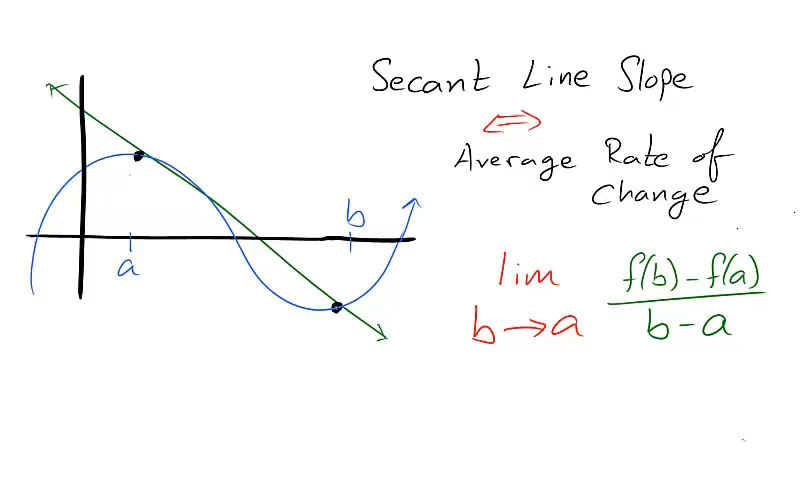 Secant Line Slope
⇔
Average Rate of
Change
b
a
lim f(b) - f(a)
b→a b - a